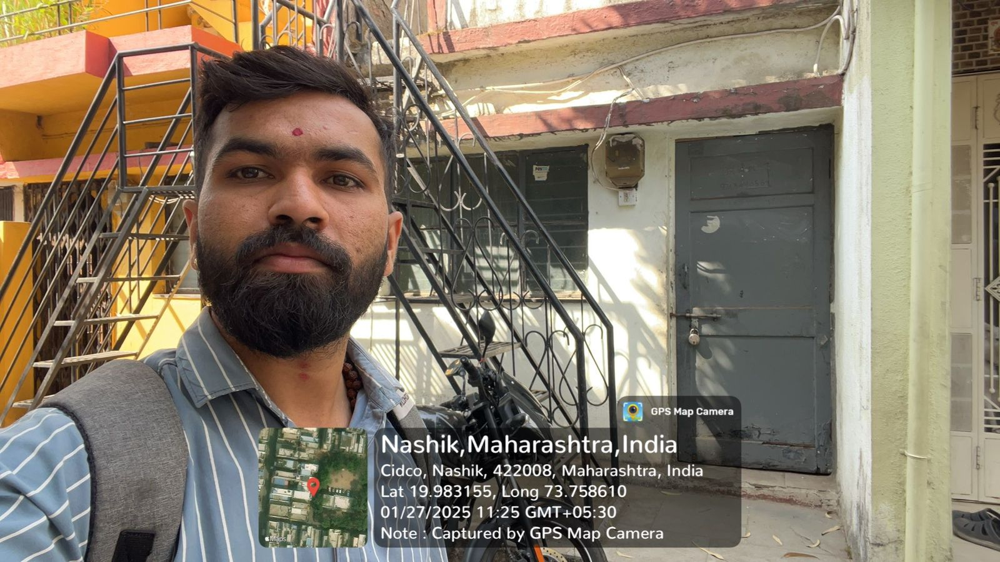 PAYTM
GPS Map Camera
Nashik,Maharashtra,India
Cidco, Nashik, 422008, Maharashtra, India
Lat 19.983155, Long 73.758610
01/27/2025 11:25 GMT+05:30
Note : Captured by GPS Map Camera
Maps